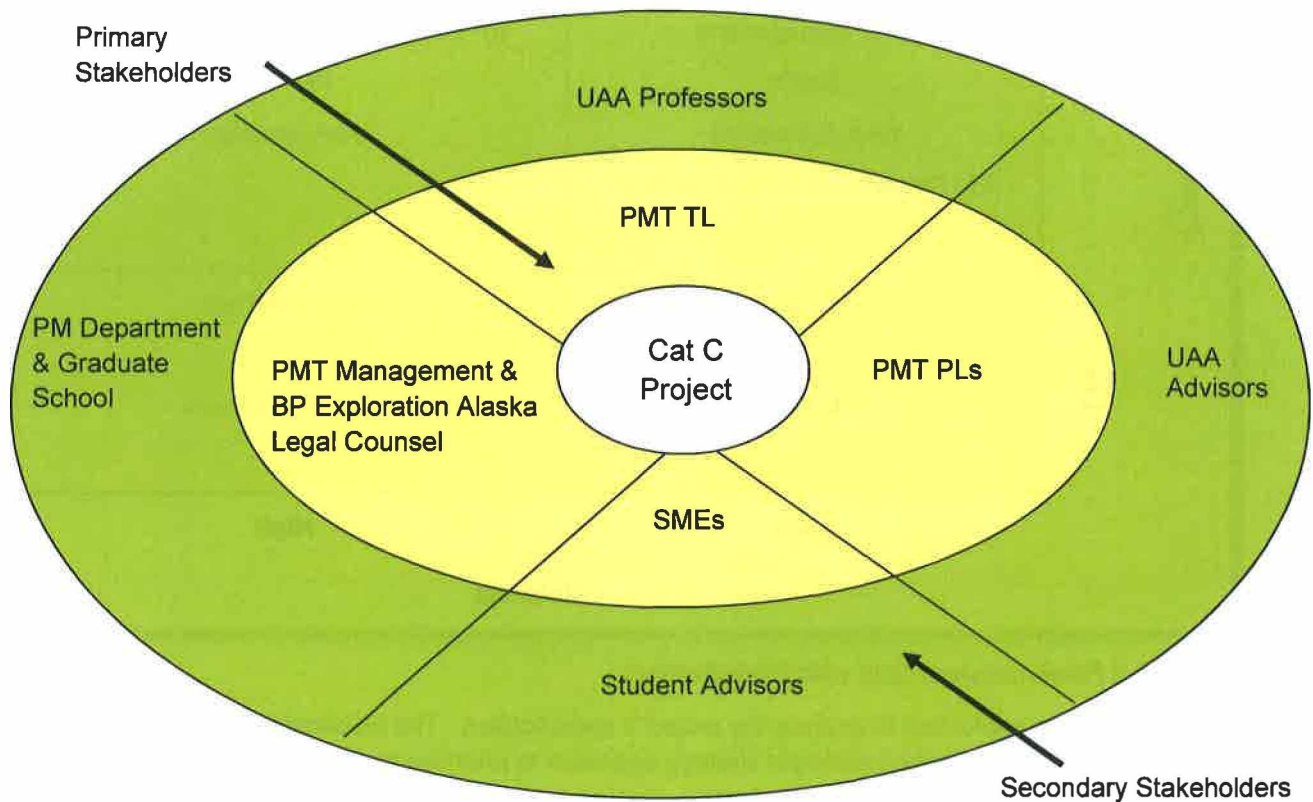 Primary
Stakeholders
UAA Professors
PMT TL
PM Department
& Graduate
School
PMT Management &
BP Exploration Alaska
Legal Counsel
Cat C
Project
PMT PLs
UAA
Advisors
SMEs
Student Advisors
Secondary Stakeholders